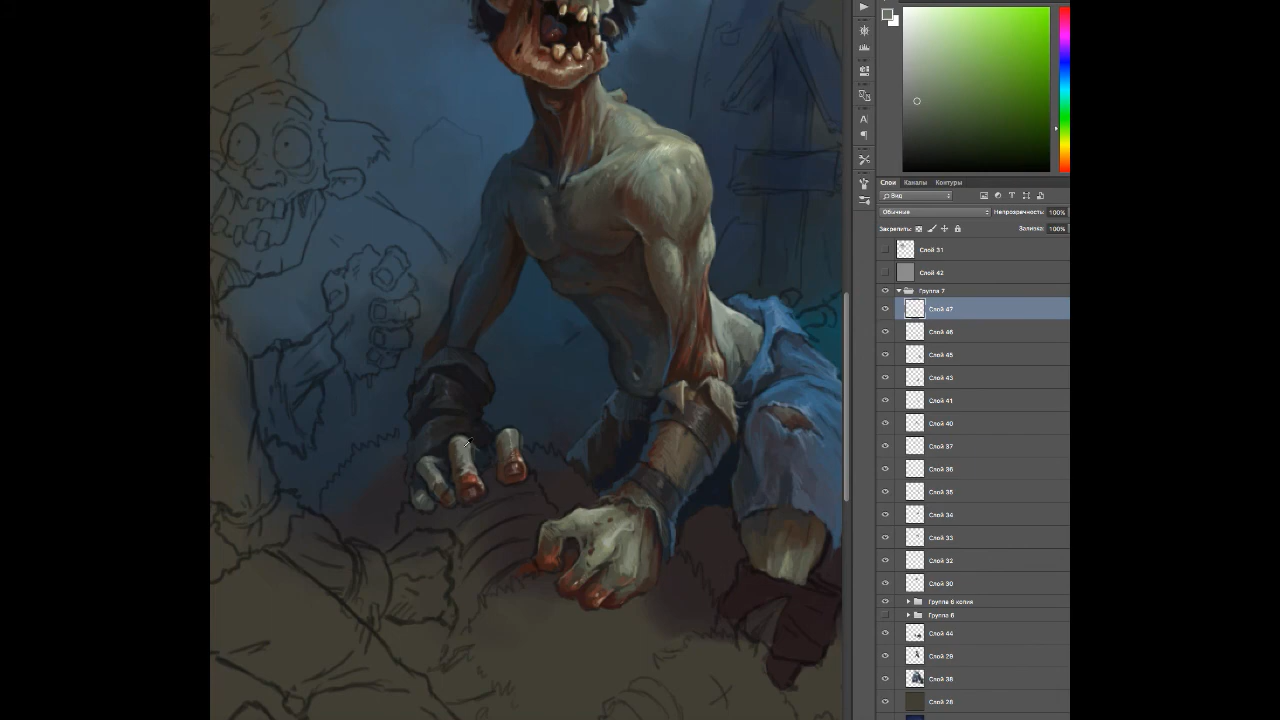 Слои Каналы Контуры
Вид
Обычные Непрозрачность: 100%
Закрепить: Заливка: 100%
Слой 31
Слой 42
Группа 7
Слой 47
Слой 46
Слой 45
Слой 43
Слой 41
Слой 40
Слой 37
Слой 36
Слой 35
Слой 34
Слой 33
Слой 32
Слой 30
Группа 6 копия
Группа 6
Слой 44
Слой 29
Слой 38
Слой 28